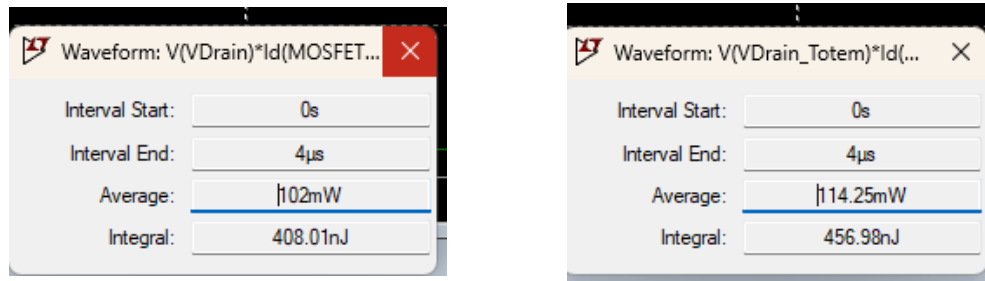 Waveform: V(VDrain)*Id(MOSFET...
Interval Start: 0s
Interval End: 4µs
Average: 102mW
Integral: 408.01nJ
Waveform: V(VDrain_Totem)*Id(...
Interval Start: 0s
Interval End: 4µs
Average: 114.25mW
Integral: 456.98nJ